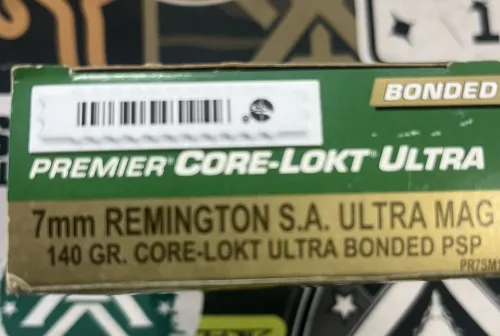 BONDED
PREMIER® CORE-LOKT® ULTRA
7mm REMINGTON S.A. ULTRA MAG
140 GR. CORE-LOKT ULTRA BONDED PSP